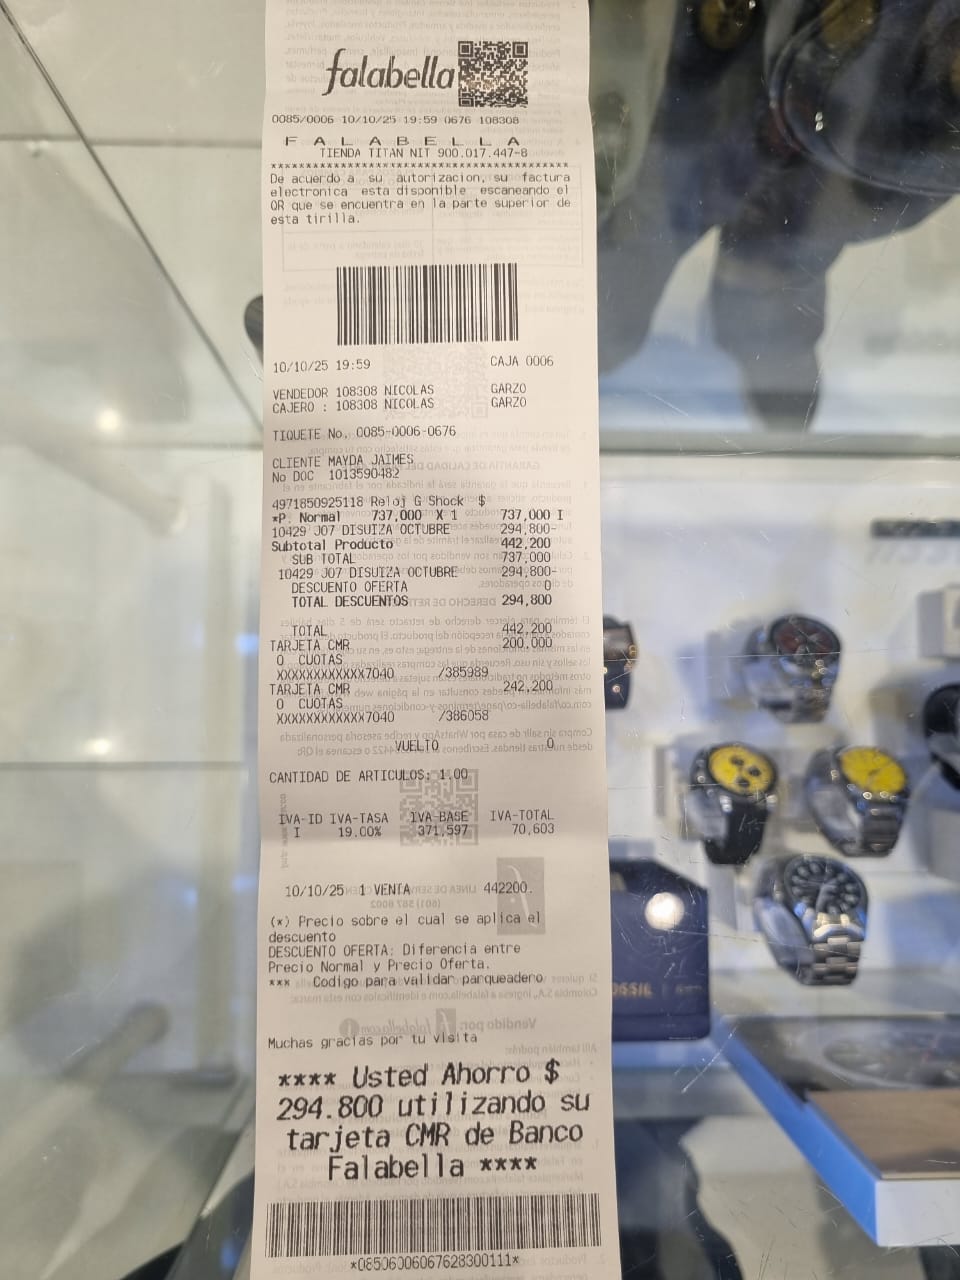 falabella
0085/0006 10/10/25 19:59 0676 108308
F A L A B E L L A
TIENDA TITAN NIT 900.017.447-8
De acuerdo a su autorizacion, su factura
electronica esta disponible escaneando el
QR que se encuentra en la parte superior de
esta tirilla.
10/10/25 19:59 CAJA 0006
VENDEDOR 108308 NICOLAS GARZO
CAJERO : 108308 NICOLAS GARZO
TIQUETE No. 0085-0006-0676
CLIENTE MAYDA JAIMES
No DOC 1013590482
4971850925118 Reloj G Shock $
*P. Normal 737,000 X 1 737,000 I
10429 J07 DISUIZA OCTUBRE 294,800-
Subtotal Producto 442,200
SUB TOTAL 737,000
10429 J07 DISUIZA OCTUBRE 294,800-
DESCUENTO OFERTA 0
TOTAL DESCUENTOS 294,800
TOTAL 442,200
TARJETA CMR 200,000
0 CUOTAS
XXXXXXXXXXXX7040 /385989
TARJETA CMR 242,200
0 CUOTAS
XXXXXXXXXXXX7040 /386058
VUELTO 0
CANTIDAD DE ARTICULOS: 1.00
IVA-ID IVA-TASA IVA-BASE IVA-TOTAL
I 19.00% 371,597 70,603
10/10/25 1 VENTA 442200.
(*) Precio sobre el cual se aplica el
descuento
DESCUENTO OFERTA: Diferencia entre
Precio Normal y Precio Oferta.
*** Codigo para validar parqueadero
Muchas gracias por tu visita
**** Usted Ahorro $
294.800 utilizando su
tarjeta CMR de Banco
Falabella ****
*08506006067628300111*